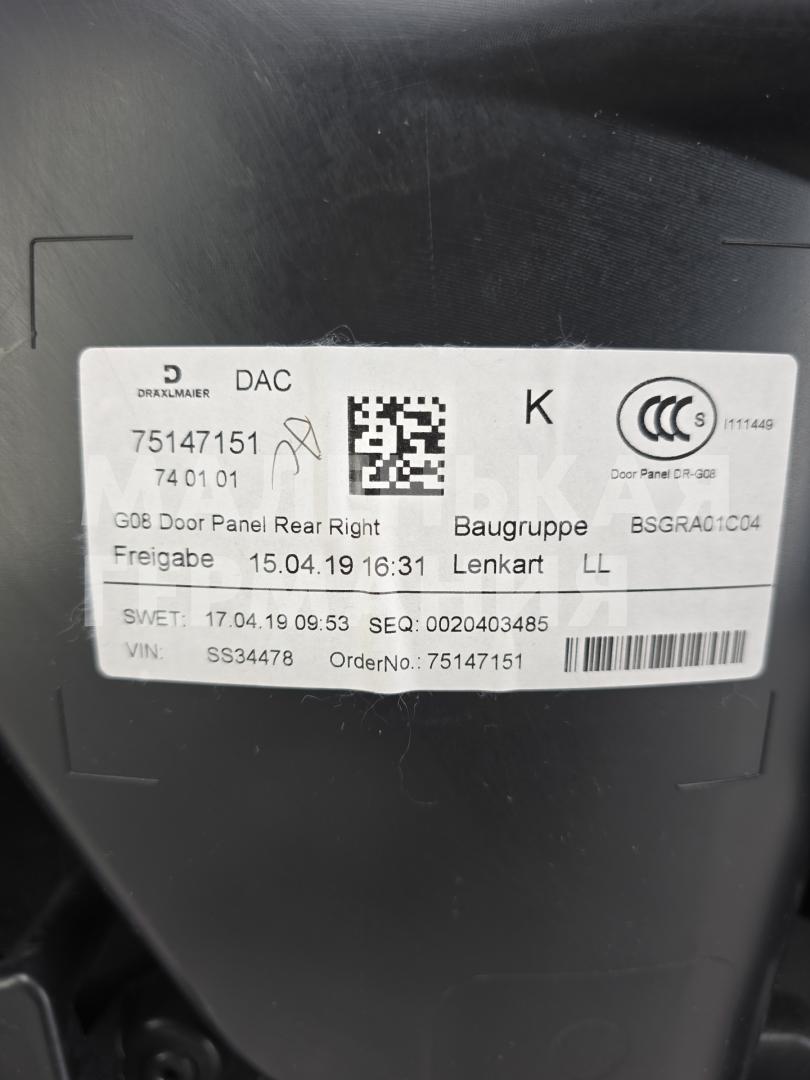 DRÄXLMAIER DAC
K
CCC S I111449
75147151
Door Panel DR-G08
74 01 01
G08 Door Panel Rear Right Baugruppe BSGRA01C04
Freigabe 15.04.19 16:31 Lenkart LL
SWET: 17.04.19 09:53 SEQ: 0020403485
VIN: SS34478 OrderNo.: 75147151
МАЛЕНЬКАЯ
ГЕРМАНИЯ